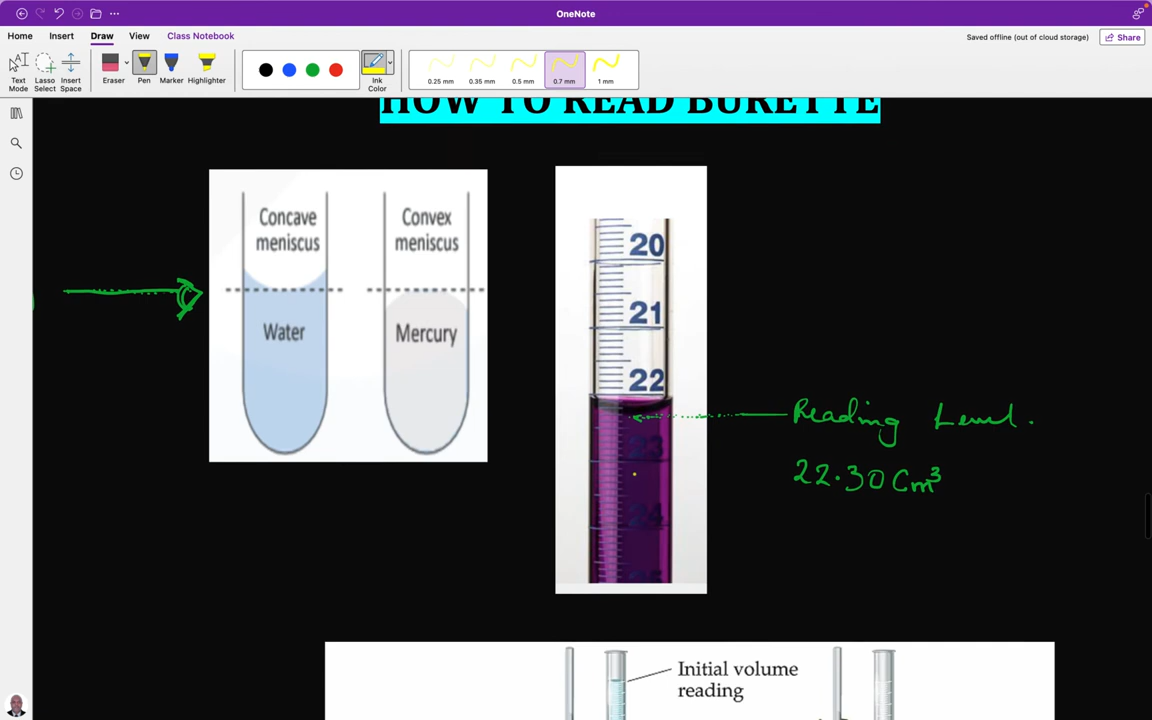 OneNote
Home Insert Draw View Class Notebook
Saved offline (out of cloud storage)
Share
Text Mode
Lasso Select
Insert Space
Eraser
Pen
Marker
Highlighter
Ink Color
0.25 mm
0.35 mm
0.5 mm
0.7 mm
1 mm
HOW TO READ BURETTE
Concave
meniscus
Convex
meniscus
Water
Mercury
20
21
22
23
24
25
Reading Level.
22.30 Cm³
Initial volume
reading